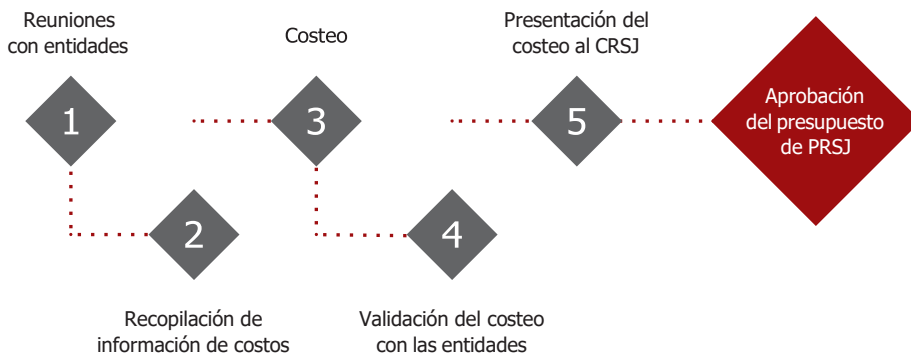 Reuniones
con entidades
1
2
Recopilación de
información de costos
Costeo
3
4
Validación del costeo
con las entidades
Presentación del
costeo al CRSJ
5
Aprobación
del presupuesto
de PRSJ